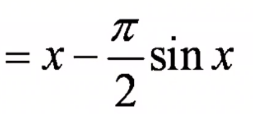 = x − π/2 sin x